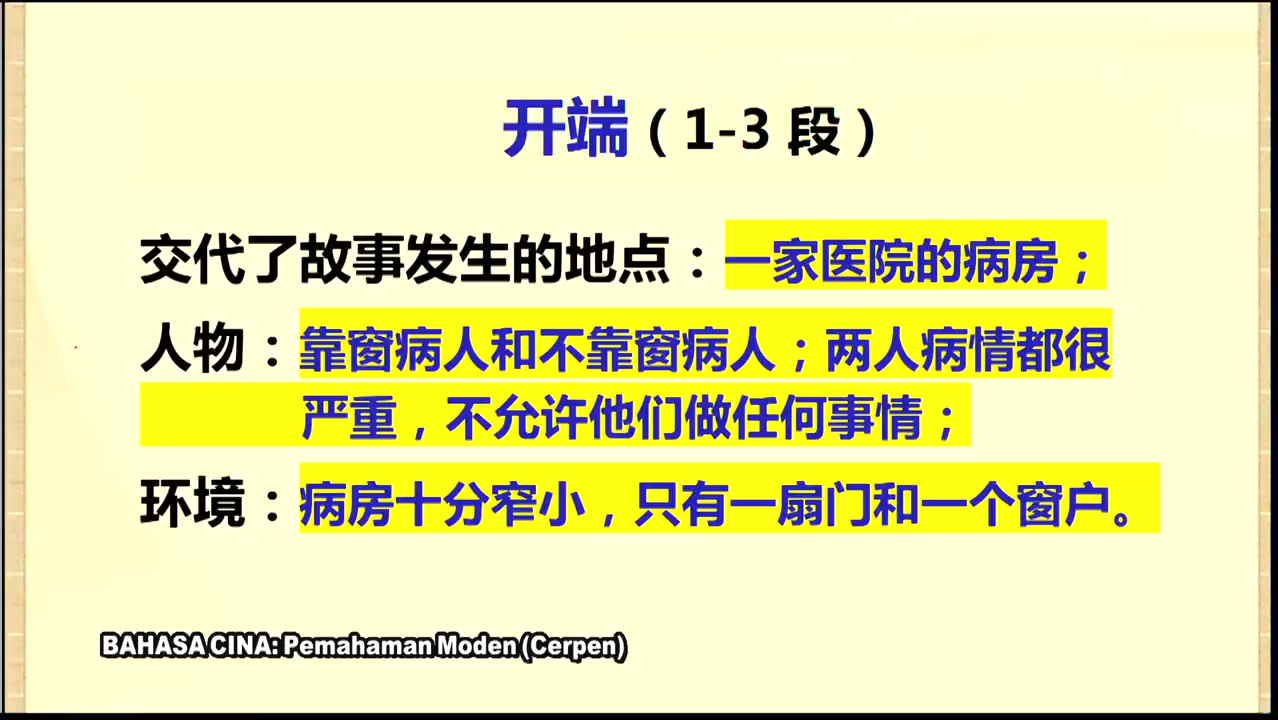 开端（1-3 段）
交代了故事发生的地点：一家医院的病房；
人物：靠窗病人和不靠窗病人；两人病情都很
严重，不允许他们做任何事情；
环境：病房十分窄小，只有一扇门和一个窗户。
BAHASA CINA: Pemahaman Moden (Cerpen)